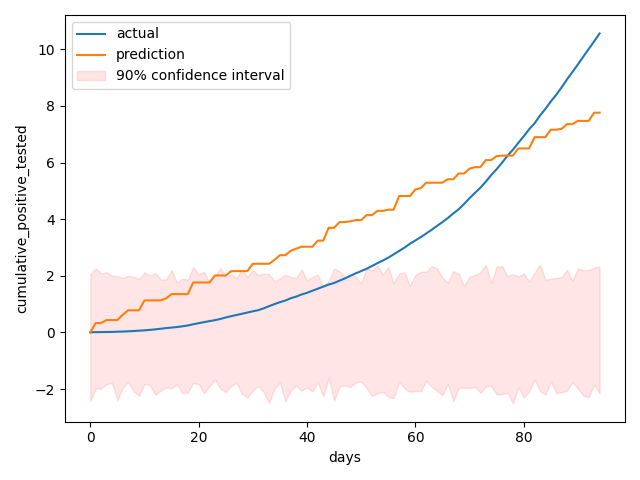 actual
prediction
90% confidence interval
10
8
6
4
2
0
−2
cumulative_positive_tested
0
20
40
60
80
days